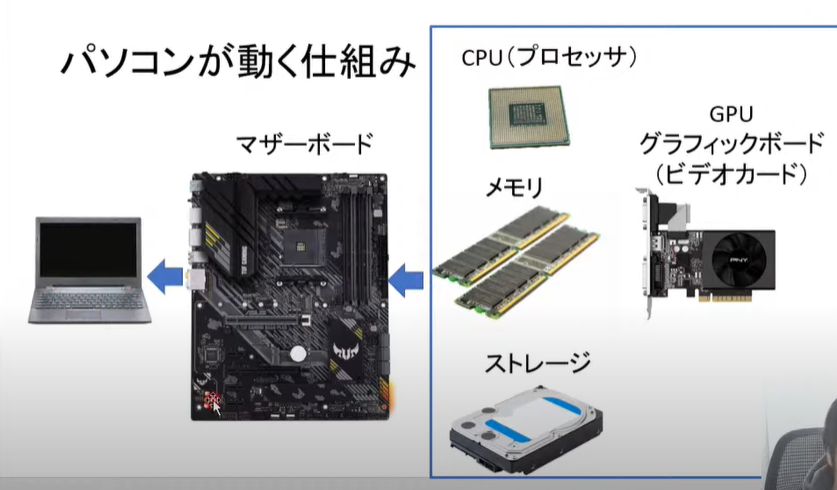 パソコンが動く仕組み
CPU(プロセッサ)
マザーボード
GPU
グラフィックボード
(ビデオカード)
メモリ
PNY
ストレージ